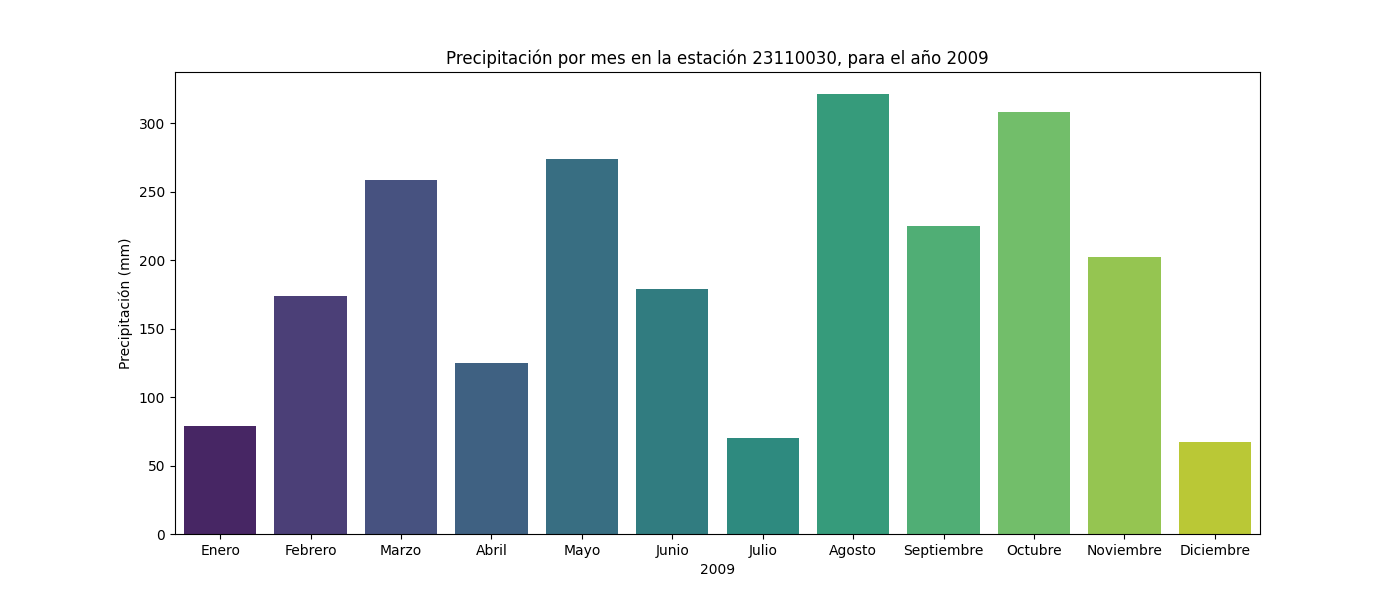 Precipitación por mes en la estación 23110030, para el año 2009
Precipitación (mm)
300
250
200
150
100
50
0
Enero Febrero Marzo Abril Mayo Junio Julio Agosto Septiembre Octubre Noviembre Diciembre
2009